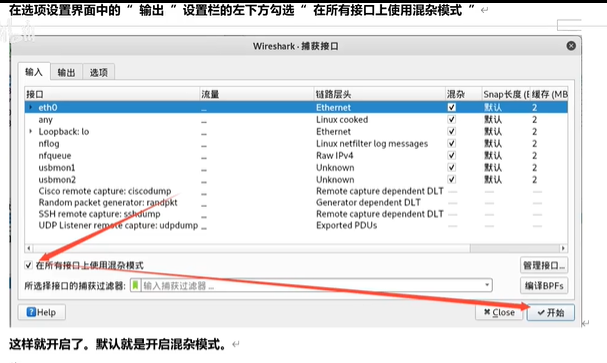 在选项设置界面中的“ 输出 ”设置栏的左下方勾选“ 在所有接口上使用混杂模式 ”
Wireshark · 捕获接口
输入 输出 选项
接口 流量 链路层头 混杂 Snap长度 (B 缓存 (MB
eth0 Ethernet 默认 2
any Linux cooked 默认 2
Loopback: lo Ethernet 默认 2
nflog Linux netfilter log messages 默认 2
nfqueue Raw IPv4 默认 2
usbmon1 Unknown 默认 2
usbmon2 Unknown 默认 2
Cisco remote capture: ciscodump Remote capture dependent DLT
Random packet generator: randpkt Generator dependent DLT
SSH remote capture: sshdump Remote capture dependent DLT
UDP Listener remote capture: udpdump Exported PDUs
在所有接口上使用混杂模式 管理接口...
所选择接口的捕获过滤器: 输入捕获过滤器 ... 编译BPFs
Help Close 开始
这样就开启了。默认就是开启混杂模式。